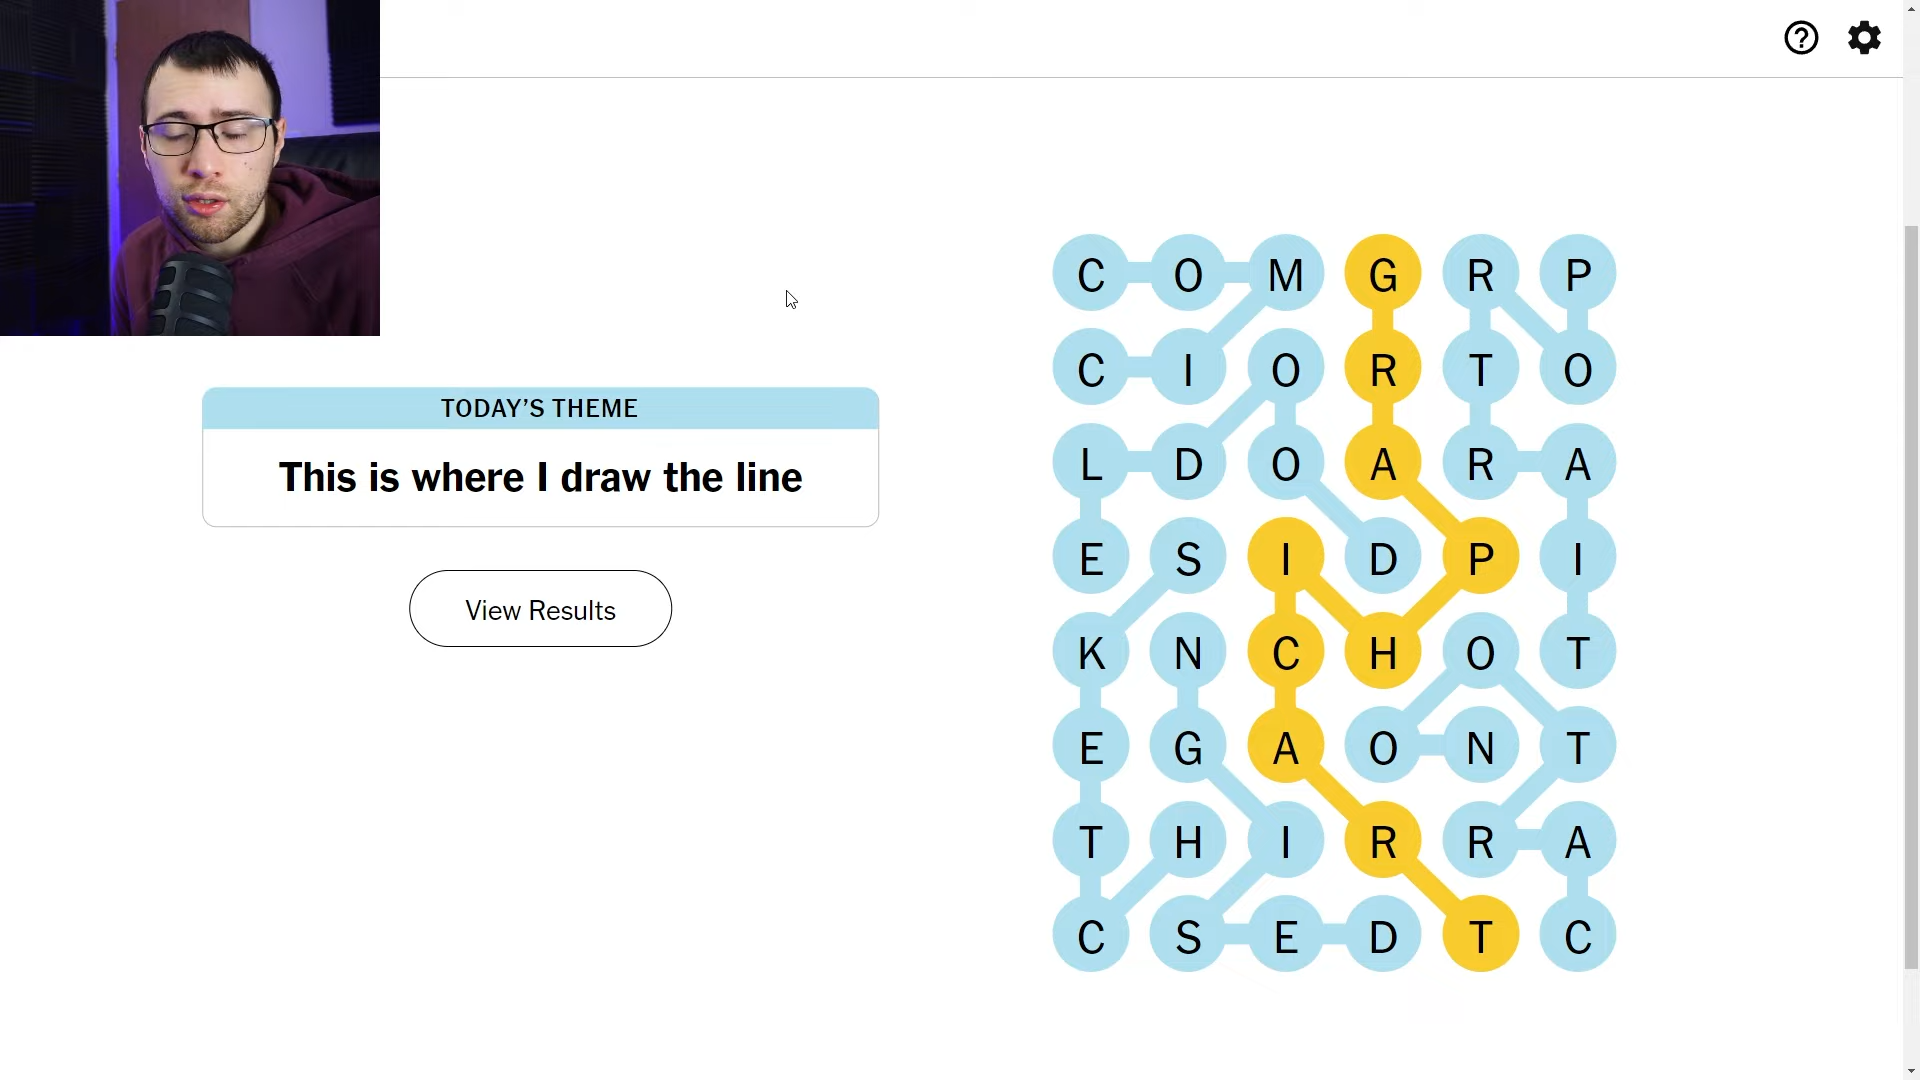 TODAY'S THEME
This is where I draw the line
View Results
C O M G R P
C I O R T O
L D O A R A
E S I D P I
K N C H O T
E G A O N T
T H I R R A
C S E D T C